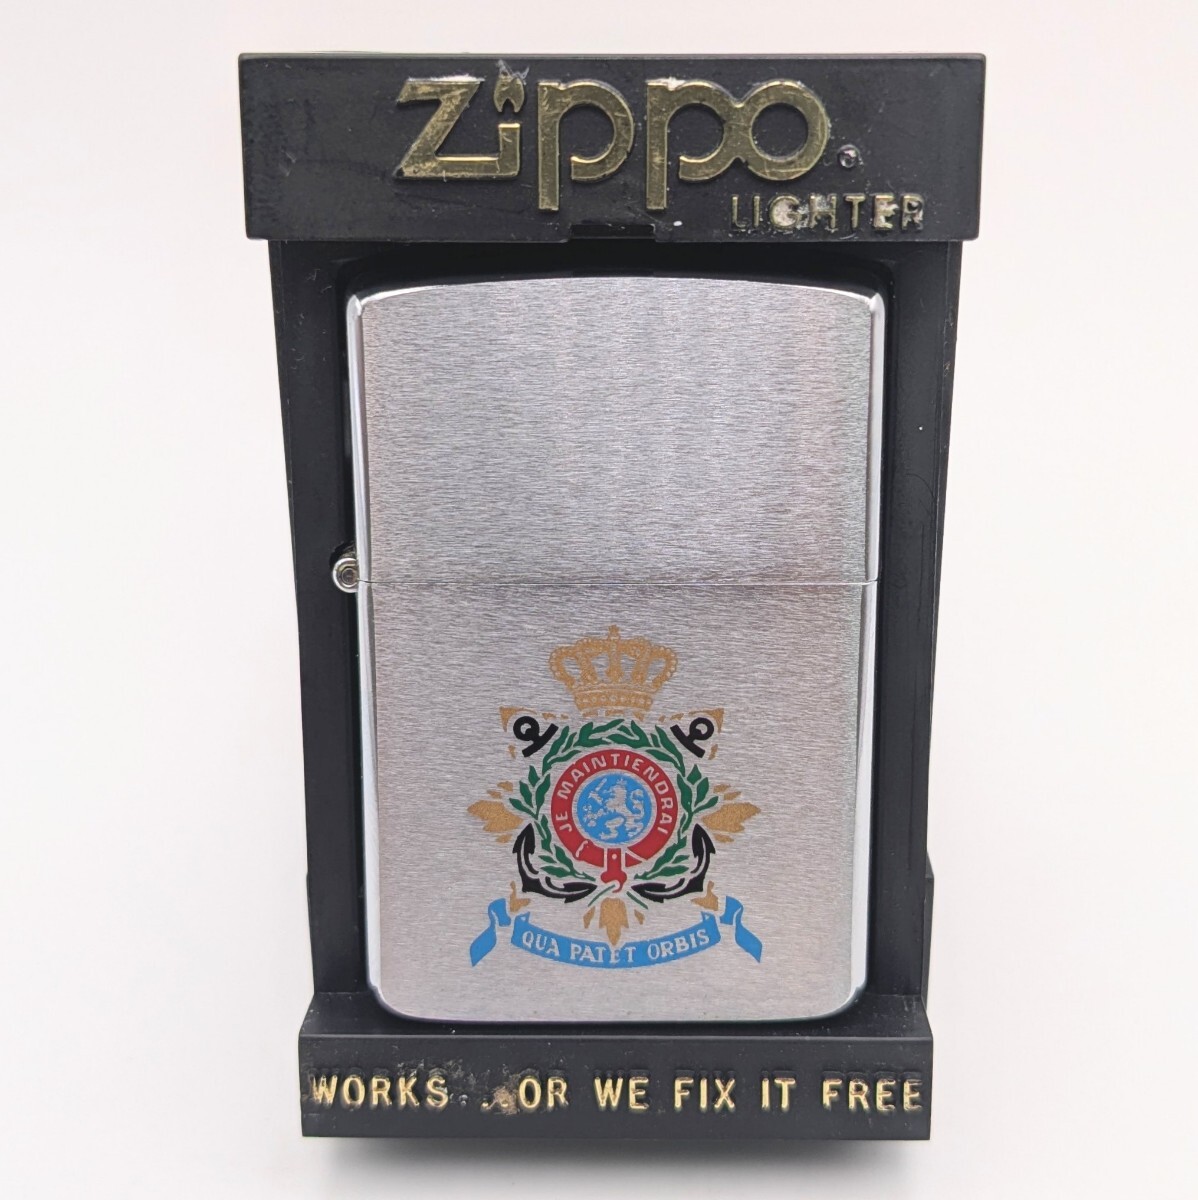 Zippo
LIGHTER
JE MAINTIENDRAI
QUA PATET ORBIS
WORKS...OR WE FIX IT FREE